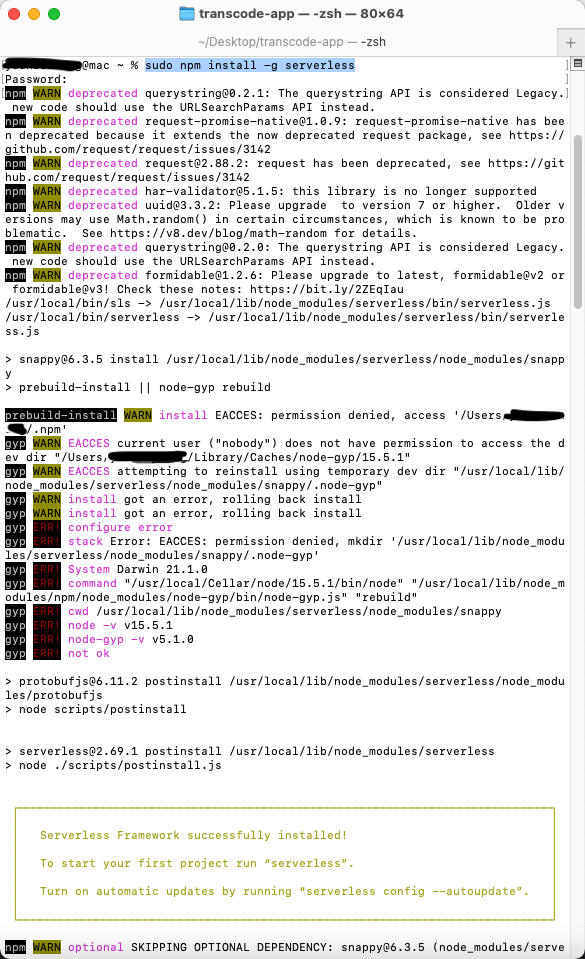 transcode-app — -zsh — 80×64
~/Desktop/transcode-app — -zsh
@mac ~ % sudo npm install -g serverless
Password:
npm WARN deprecated querystring@0.2.1: The querystring API is considered Legacy.
new code should use the URLSearchParams API instead.
npm WARN deprecated request-promise-native@1.0.9: request-promise-native has bee
n deprecated because it extends the now deprecated request package, see https://
github.com/request/request/issues/3142
npm WARN deprecated request@2.88.2: request has been deprecated, see https://git
hub.com/request/request/issues/3142
npm WARN deprecated har-validator@5.1.5: this library is no longer supported
npm WARN deprecated uuid@3.3.2: Please upgrade  to version 7 or higher.  Older v
ersions may use Math.random() in certain circumstances, which is known to be pro
blematic.  See https://v8.dev/blog/math-random for details.
npm WARN deprecated querystring@0.2.0: The querystring API is considered Legacy.
new code should use the URLSearchParams API instead.
npm WARN deprecated formidable@1.2.6: Please upgrade to latest, formidable@v2 or
formidable@v3! Check these notes: https://bit.ly/2ZEqIau
/usr/local/bin/sls -> /usr/local/lib/node_modules/serverless/bin/serverless.js
/usr/local/bin/serverless -> /usr/local/lib/node_modules/serverless/bin/serverle
ss.js
> snappy@6.3.5 install /usr/local/lib/node_modules/serverless/node_modules/snapp
y
> prebuild-install || node-gyp rebuild
prebuild-install WARN install EACCES: permission denied, access '/Users/
/.npm'
gyp WARN EACCES current user ("nobody") does not have permission to access the d
ev dir "/Users/ /Library/Caches/node-gyp/15.5.1"
gyp WARN EACCES attempting to reinstall using temporary dev dir "/usr/local/lib/
node_modules/serverless/node_modules/snappy/.node-gyp"
gyp WARN install got an error, rolling back install
gyp WARN install got an error, rolling back install
gyp ERR! configure error
gyp ERR! stack Error: EACCES: permission denied, mkdir '/usr/local/lib/node_modu
les/serverless/node_modules/snappy/.node-gyp'
gyp ERR! System Darwin 21.1.0
gyp ERR! command "/usr/local/Cellar/node/15.5.1/bin/node" "/usr/local/lib/node_m
odules/npm/node_modules/node-gyp/bin/node-gyp.js" "rebuild"
gyp ERR! cwd /usr/local/lib/node_modules/serverless/node_modules/snappy
gyp ERR! node -v v15.5.1
gyp ERR! node-gyp -v v5.1.0
gyp ERR! not ok
> protobufjs@6.11.2 postinstall /usr/local/lib/node_modules/serverless/node_modu
les/protobufjs
> node scripts/postinstall
> serverless@2.69.1 postinstall /usr/local/lib/node_modules/serverless
> node ./scripts/postinstall.js
Serverless Framework successfully installed!
To start your first project run “serverless”.
Turn on automatic updates by running “serverless config --autoupdate”.
npm WARN optional SKIPPING OPTIONAL DEPENDENCY: snappy@6.3.5 (node_modules/serve